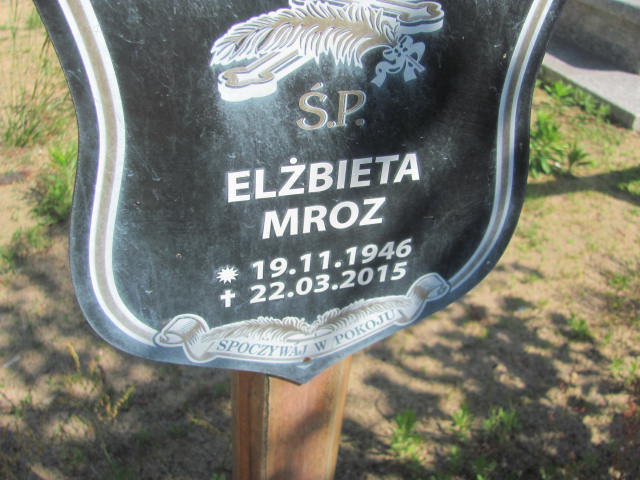 Ś.P.
ELŻBIETA
MROZ
19.11.1946
22.03.2015
SPOCZYWAJ W POKOJU